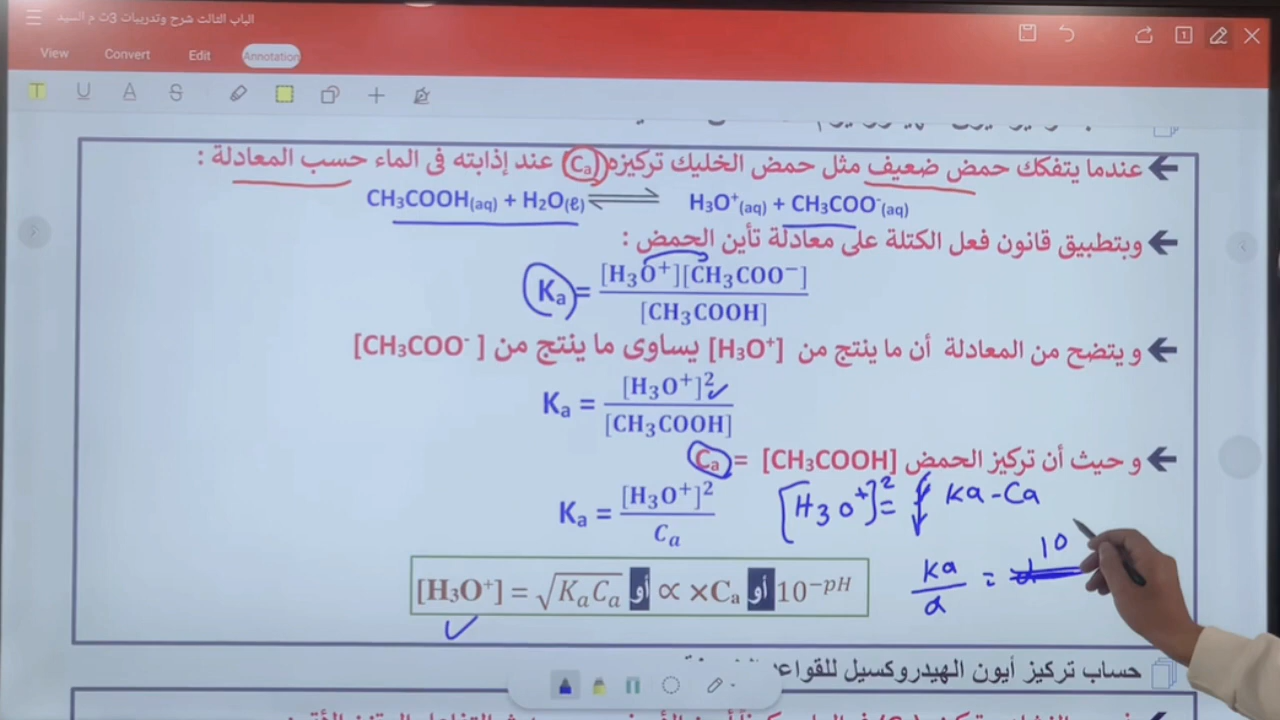 الباب الثالث شرح وتدريبات 3ث م السيد
View Convert Edit Annotation
عندما يتفكك حمض ضعيف مثل حمض الخليك تركيزه (Ca) عند إذابته فى الماء حسب المعادلة :
CH₃COOH(aq) + H₂O(ℓ) ⇌ H₃O⁺(aq) + CH₃COO⁻(aq)
وبتطبيق قانون فعل الكتلة على معادلة تأين الحمض :
Kₐ = [H₃O⁺][CH₃COO⁻] / [CH₃COOH]
و يتضح من المعادلة أن ما ينتج من [H₃O⁺] يساوى ما ينتج من [CH₃COO⁻ ]
Kₐ = [H₃O⁺]² / [CH₃COOH]
و حيث أن تركيز الحمض [CH₃COOH] = Ca
Kₐ = [H₃O⁺]² / Cₐ
[H₃O⁺]² = Ka - Ca
[H₃O⁺] = √KₐCₐ أو ∝ ×Cₐ أو 10⁻ᵖᴴ
Ka / α = 10
حساب تركيز أيون الهيدروكسيل للقواعد